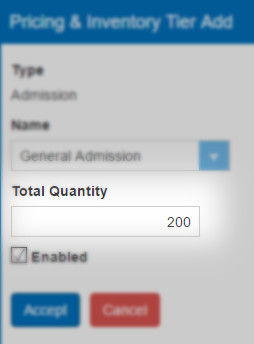 Pricing & Inventory Tier Add
Type
Admission
Name
General Admission
Total Quantity
200
Enabled
Accept Cancel